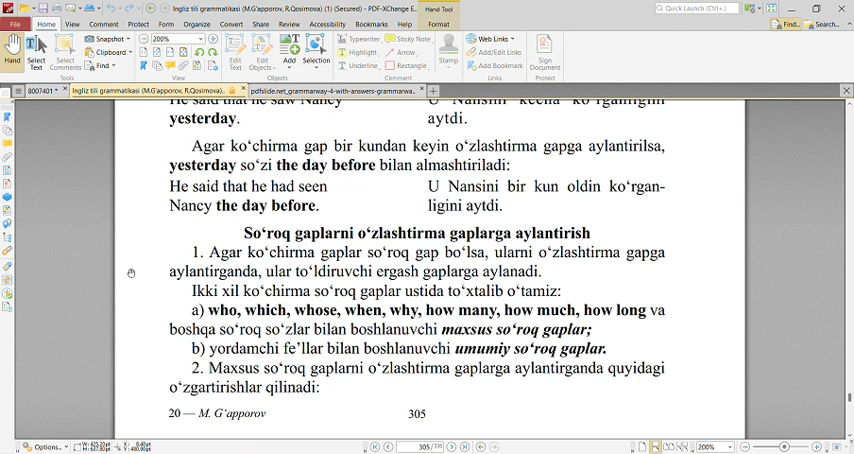 Ingliz tili grammatikasi (M.G'apporov, R.Qosimova) (1) (Secured) - PDF-XChange E...
Hand Tool
Quick Launch (Ctrl+.)
File Home View Comment Protect Form Organize Convert Share Review Accessibility Bookmarks Help Format
Find... Search...
Hand
Select Text
Select Comments
Snapshot
Clipboard
Find
200%
Edit Text
Edit Objects
Add
Selection
Typewriter
Highlight
Underline
Sticky Note
Arrow
Rectangle
Stamp
Web Links
Add/Edit Links
Add Bookmark
Sign Document
Tools
View
Objects
Comment
Links
Protect
8007401 *
Ingliz tili grammatikasi (M.G'apporov, R.Qosimova)..
pdfslide.net_grammarway-4-with-answers-grammarwa..
He said that he saw Nancy
yesterday.
U Nansini kecha ko‘rganligini
aytdi.
Agar ko‘chirma gap bir kundan keyin o‘zlashtirma gapga aylantirilsa,
yesterday so‘zi the day before bilan almashtiriladi:
He said that he had seen
Nancy the day before.
U Nansini bir kun oldin ko‘rgan-
ligini aytdi.
So‘roq gaplarni o‘zlashtirma gaplarga aylantirish
1. Agar ko‘chirma gaplar so‘roq gap bo‘lsa, ularni o‘zlashtirma gapga
aylantirganda, ular to‘ldiruvchi ergash gaplarga aylanadi.
Ikki xil ko‘chirma so‘roq gaplar ustida to‘xtalib o‘tamiz:
a) who, which, whose, when, why, how many, how much, how long va
boshqa so‘roq so‘zlar bilan boshlanuvchi maxsus so‘roq gaplar;
b) yordamchi fe’llar bilan boshlanuvchi umumiy so‘roq gaplar.
2. Maxsus so‘roq gaplarni o‘zlashtirma gaplarga aylantirganda quyidagi
o‘zgartirishlar qilinadi:
20 — M. G‘apporov
305
Options...
305
200%